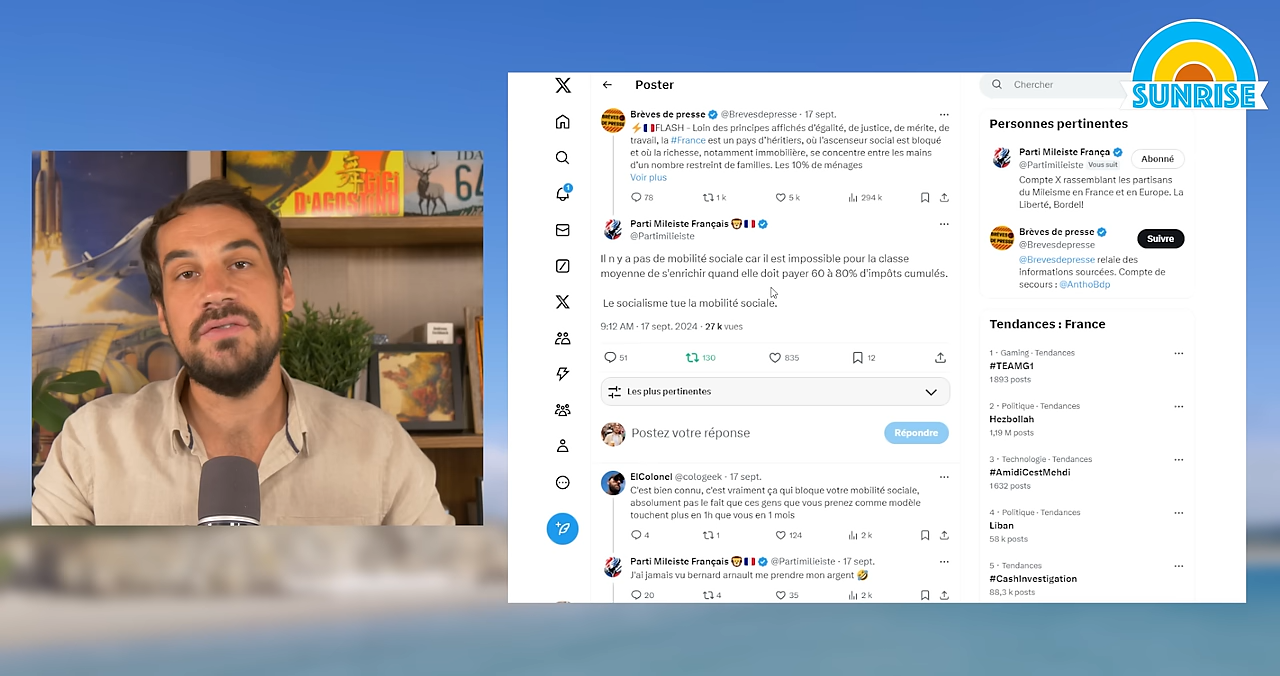 GIGI
D'AGOSTINO
IDA
64
SUNRISE
Poster
Chercher
Brèves de presse @Brevesdepresse · 17 sept.
⚡🇫🇷FLASH - Loin des principes affichés d'égalité, de justice, de mérite, de
travail, la #France est un pays d'héritiers, où l'ascenseur social est bloqué
et où la richesse, notamment immobilière, se concentre entre les mains
d'un nombre restreint de familles. Les 10% de ménages
Voir plus
78 1 k 5 k 294 k
Parti Mileiste Français 🦁🇫🇷
@Partimilieiste
Il n y a pas de mobilité sociale car il est impossible pour la classe
moyenne de s'enrichir quand elle doit payer 60 à 80% d'impôts cumulés.
Le socialisme tue la mobilité sociale.
9:12 AM · 17 sept. 2024 · 27 k vues
51 130 835 12
Les plus pertinentes
Postez votre réponse
Répondre
ElColonel @cologeek · 17 sept.
C'est bien connu, c'est vraiment ça qui bloque votre mobilité sociale,
absolument pas le fait que ces gens que vous prenez comme modèle
touchent plus en 1h que vous en 1 mois
4 1 124 2 k
Parti Mileiste Français 🦁🇫🇷 @Partimilieiste · 17 sept.
J'ai jamais vu bernard arnault me prendre mon argent 🤣
20 4 35 2 k
Personnes pertinentes
Parti Mileiste França
@Partimilieiste Vous suit
Abonné
Compte X rassemblant les partisans
du Mileisme en France et en Europe. La
Liberté, Bordel!
Brèves de presse
@Brevesdepresse
Suivre
@Brevesdepresse relaie des
informations sourcées. Compte de
secours : @AnthoBdp
Tendances : France
1 · Gaming · Tendances
#TEAMG1
1 893 posts
2 · Politique · Tendances
Hezbollah
1,19 M posts
3 · Technologie · Tendances
#AmidiCestMehdi
1 632 posts
4 · Politique · Tendances
Liban
58 k posts
5 · Tendances
#CashInvestigation
88,3 k posts